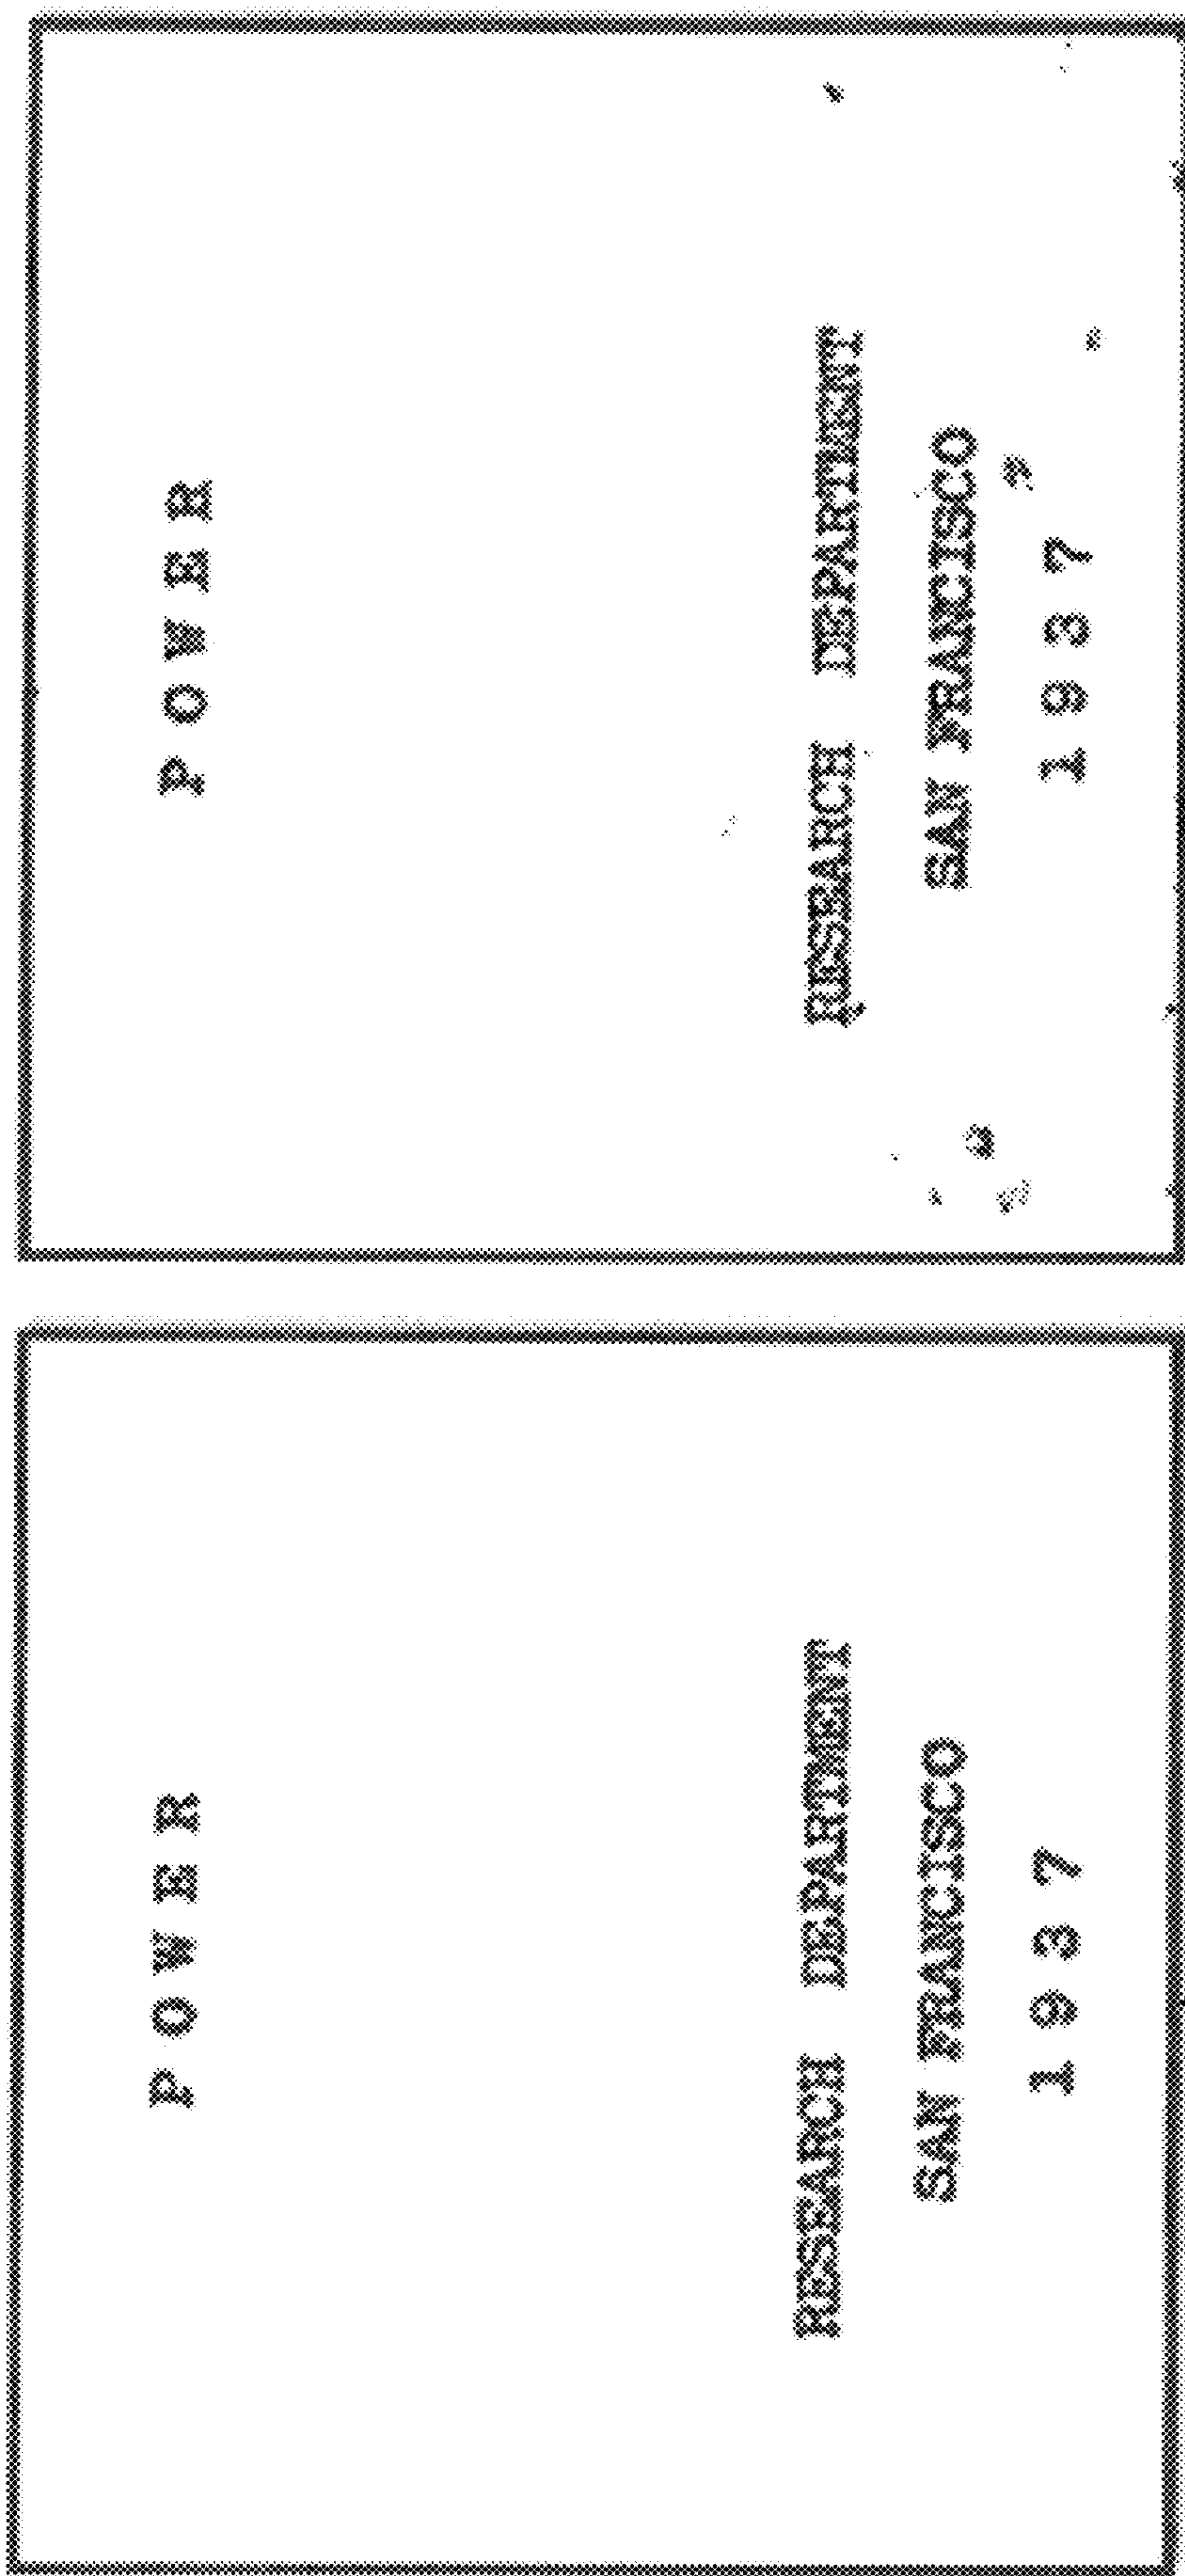 POWER
RESEARCH DEPARTMENT
SAN FRANCISCO
1937
POWER
RESEARCH DEPARTMENT
SAN FRANCISCO
1937